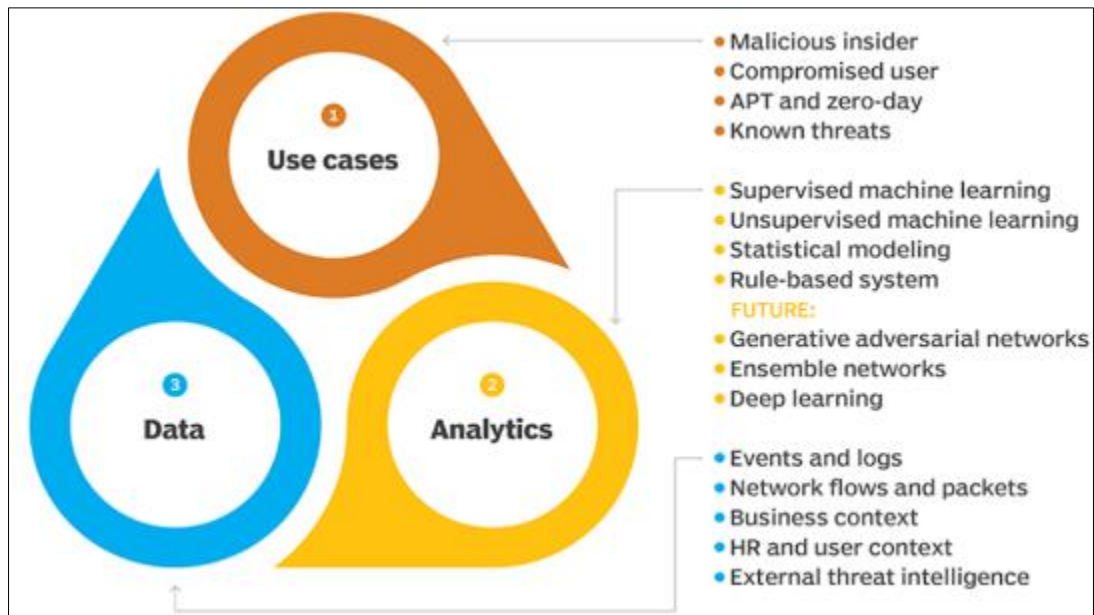 1
Use cases
3
Data
2
Analytics
• Malicious insider
• Compromised user
• APT and zero-day
• Known threats
• Supervised machine learning
• Unsupervised machine learning
• Statistical modeling
• Rule-based system
FUTURE:
• Generative adversarial networks
• Ensemble networks
• Deep learning
• Events and logs
• Network flows and packets
• Business context
• HR and user context
• External threat intelligence